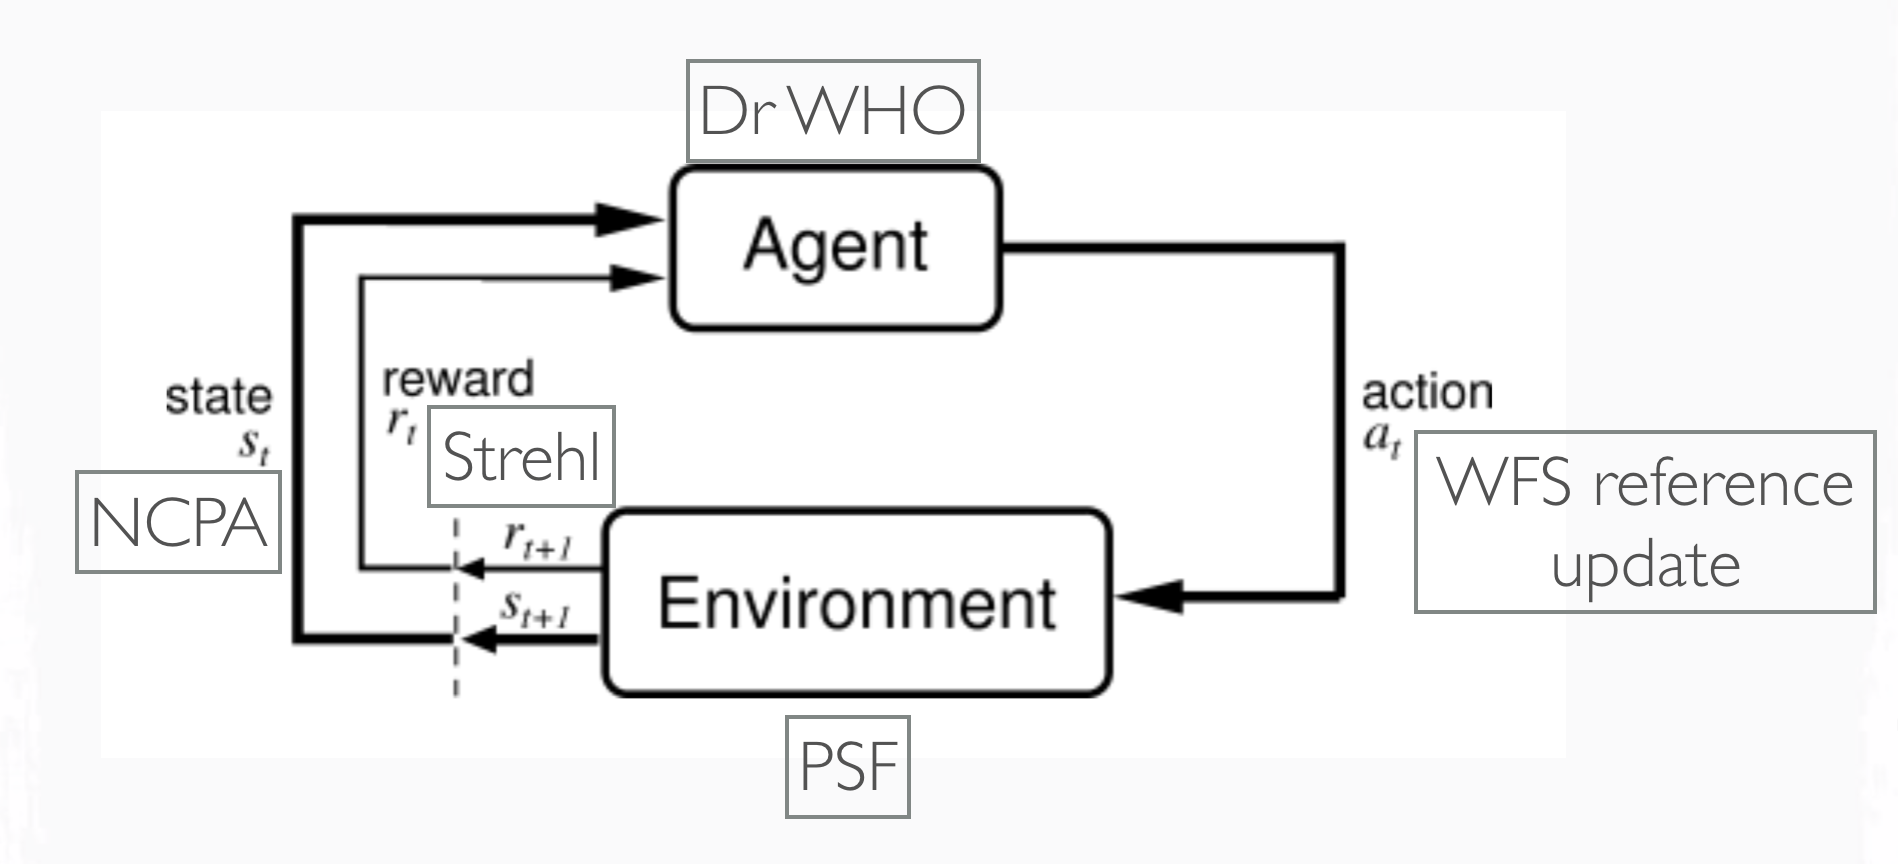 Dr WHO
Agent
state
s_t
NCPA
reward
r_t
Strehl
action
a_t
WFS reference
update
r_{t+1}
s_{t+1}
Environment
PSF